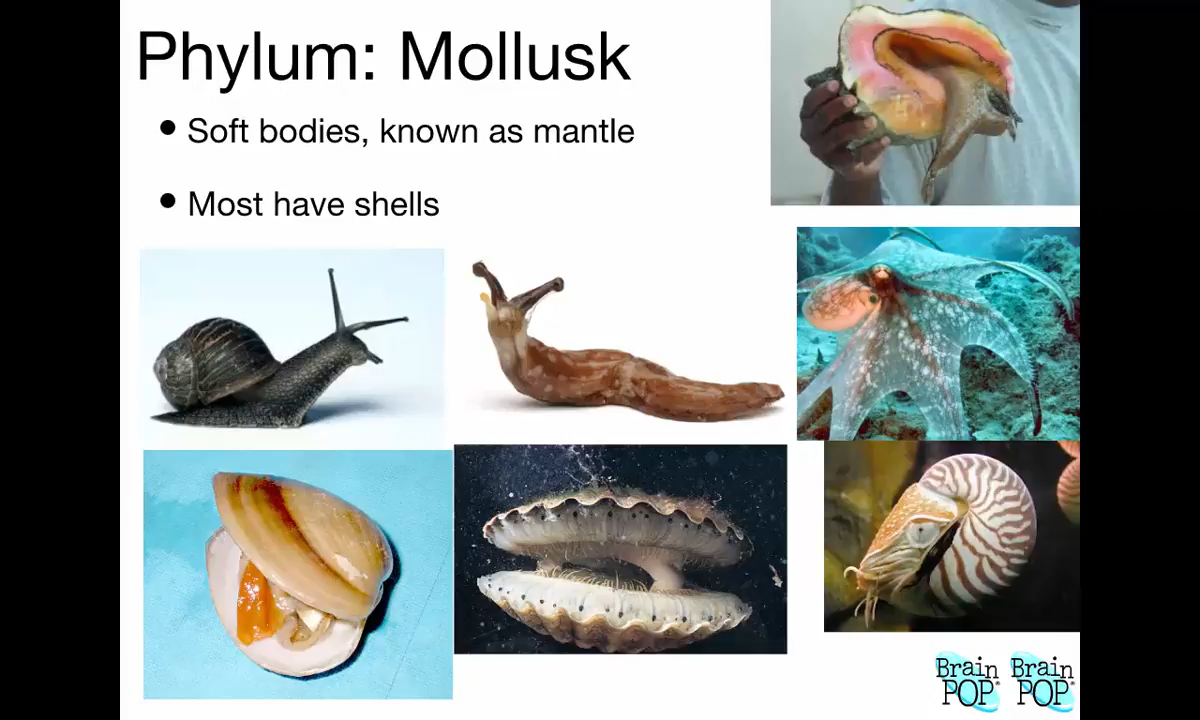 Phylum: Mollusk
• Soft bodies, known as mantle
• Most have shells
Brain POP®
Brain POP®